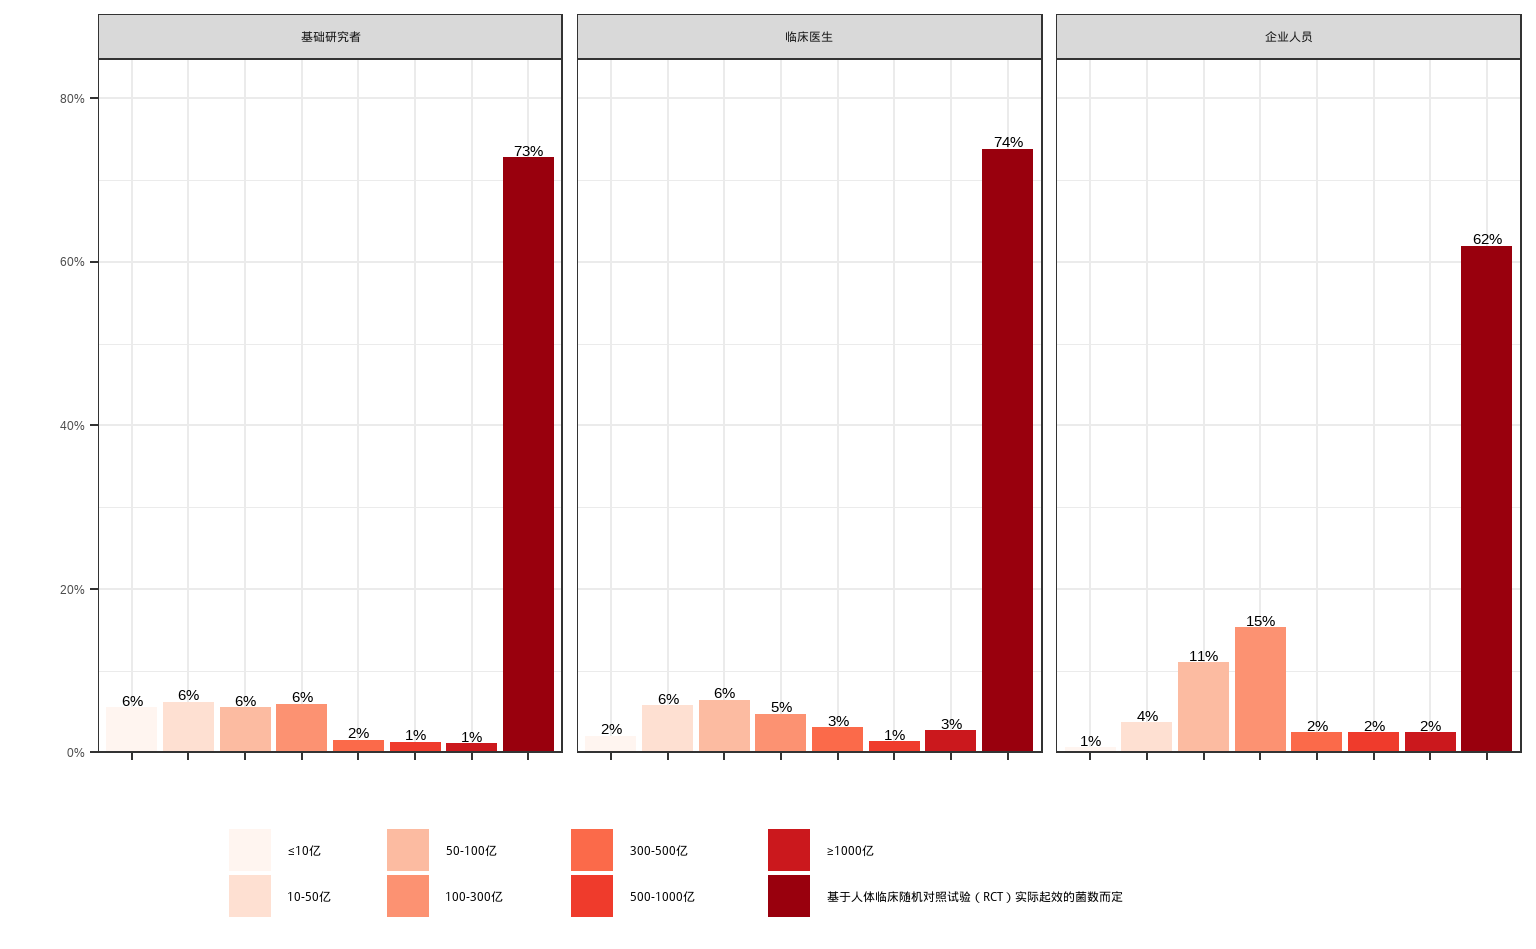 基础研究者
临床医生
企业人员
80%
60%
40%
20%
0%
6%
6%
6%
6%
2%
1%
1%
73%
2%
6%
6%
5%
3%
1%
3%
74%
1%
4%
11%
15%
2%
2%
2%
62%
≤10亿
50-100亿
300-500亿
≥1000亿
10-50亿
100-300亿
500-1000亿
基于人体临床随机对照试验（RCT）实际起效的菌数而定